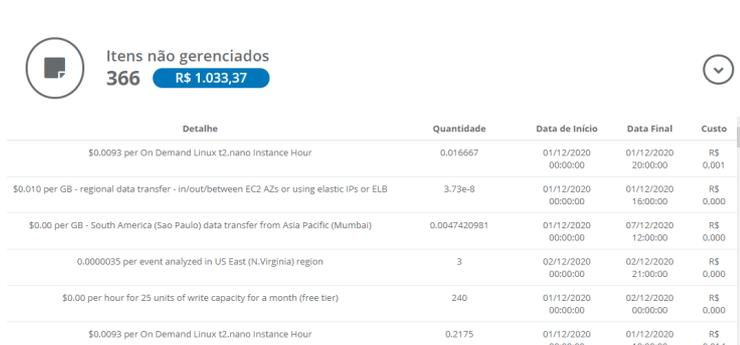 Itens não gerenciados
366 R$ 1.033,37
Detalhe Quantidade Data de Início Data Final Custo
$0.0093 per On Demand Linux t2.nano Instance Hour 0.016667 01/12/2020 01/12/2020 R$
00:00:00 20:00:00 0,001
$0.010 per GB - regional data transfer - in/out/between EC2 AZs or using elastic IPs or ELB 3.73e-8 01/12/2020 01/12/2020 R$
00:00:00 16:00:00 0,000
$0.00 per GB - South America (Sao Paulo) data transfer from Asia Pacific (Mumbai) 0.0047420981 01/12/2020 07/12/2020 R$
00:00:00 12:00:00 0,000
0.0000035 per event analyzed in US East (N.Virginia) region 3 02/12/2020 02/12/2020 R$
00:00:00 21:00:00 0,000
$0.00 per hour for 25 units of write capacity for a month (free tier) 240 01/12/2020 02/12/2020 R$
00:00:00 00:00:00 0,000
$0.0093 per On Demand Linux t2.nano Instance Hour 0.2175 01/12/2020 01/12/2020 R$